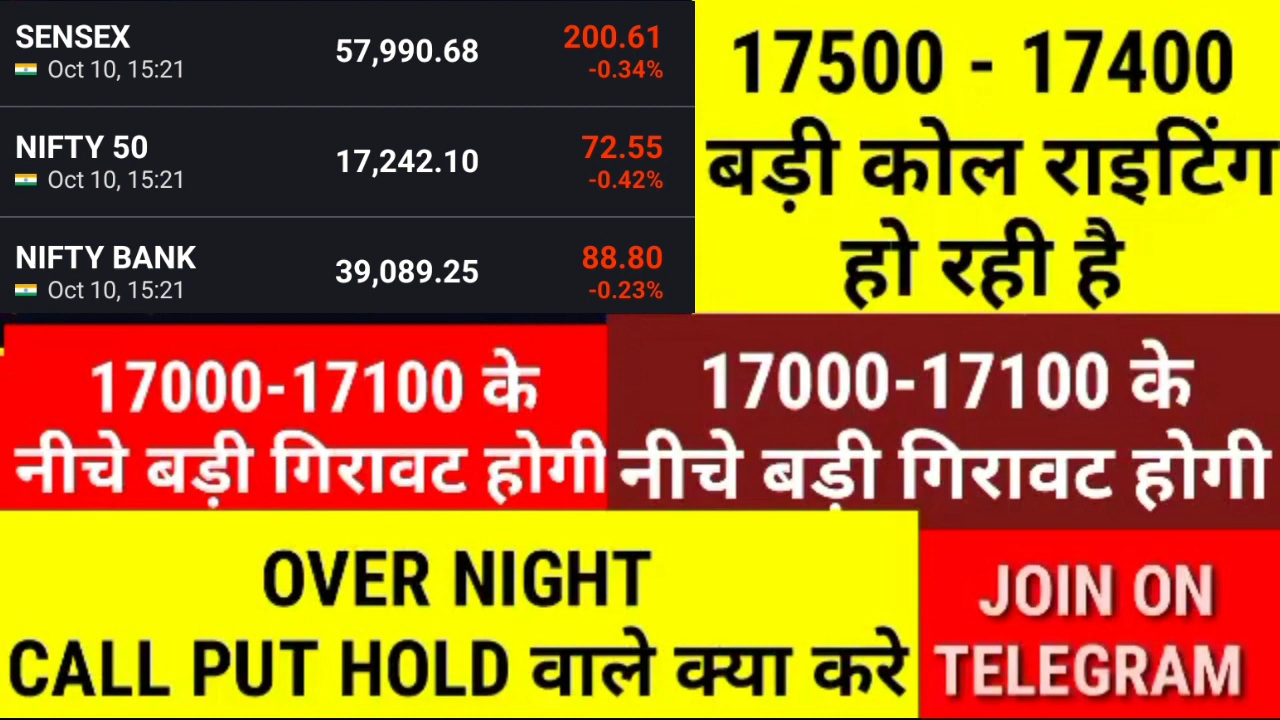 SENSEX 57,990.68 200.61
Oct 10, 15:21 -0.34%
NIFTY 50 17,242.10 72.55
Oct 10, 15:21 -0.42%
NIFTY BANK 39,089.25 88.80
Oct 10, 15:21 -0.23%
17500 - 17400
बड़ी कोल राइटिंग
हो रही है
17000-17100 के
नीचे बड़ी गिरावट होगी
17000-17100 के
नीचे बड़ी गिरावट होगी
OVER NIGHT
CALL PUT HOLD वाले क्या करे
JOIN ON
TELEGRAM